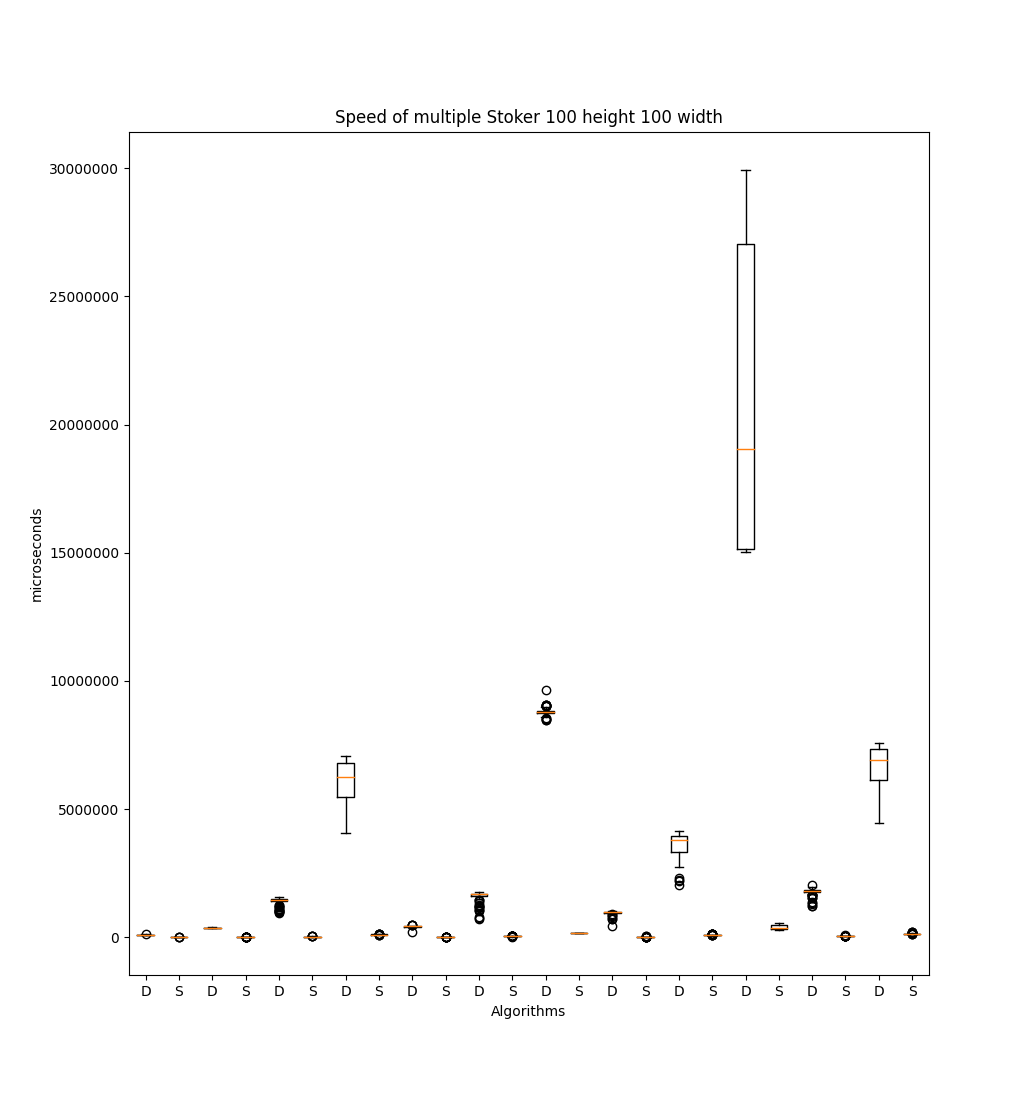 Speed of multiple Stoker 100 height 100 width
30000000
25000000
20000000
15000000
10000000
5000000
0
microseconds
D S D S D S D S D S D S D S D S D S D S D S D S
Algorithms